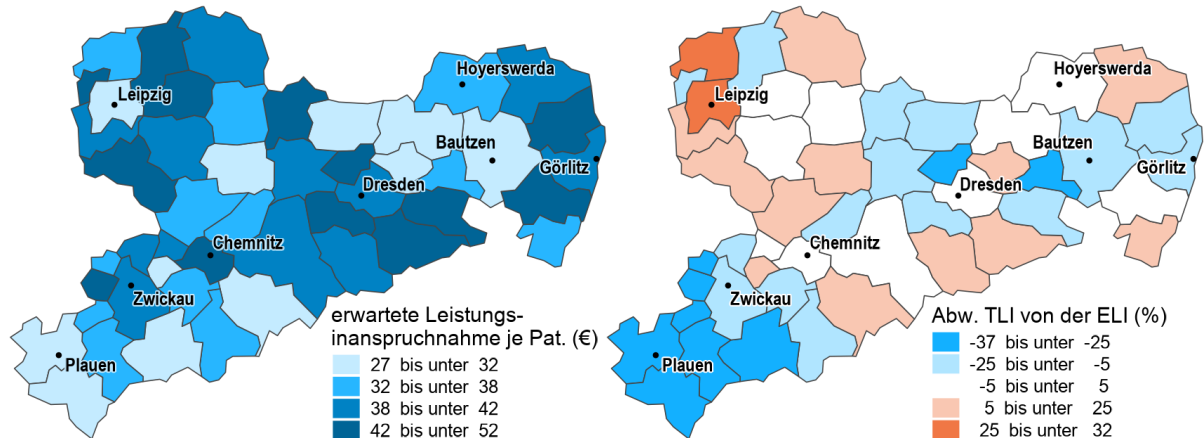 Hoyerswerda
Leipzig
Bautzen
Görlitz
Dresden
Chemnitz
Zwickau
Plauen
erwartete Leistungs-
inanspruchnahme je Pat. (€)
27 bis unter 32
32 bis unter 38
38 bis unter 42
42 bis unter 52
Hoyerswerda
Leipzig
Bautzen
Görlitz
Dresden
Chemnitz
Zwickau
Plauen
Abw. TLI von der ELI (%)
-37 bis unter -25
-25 bis unter -5
-5 bis unter 5
5 bis unter 25
25 bis unter 32